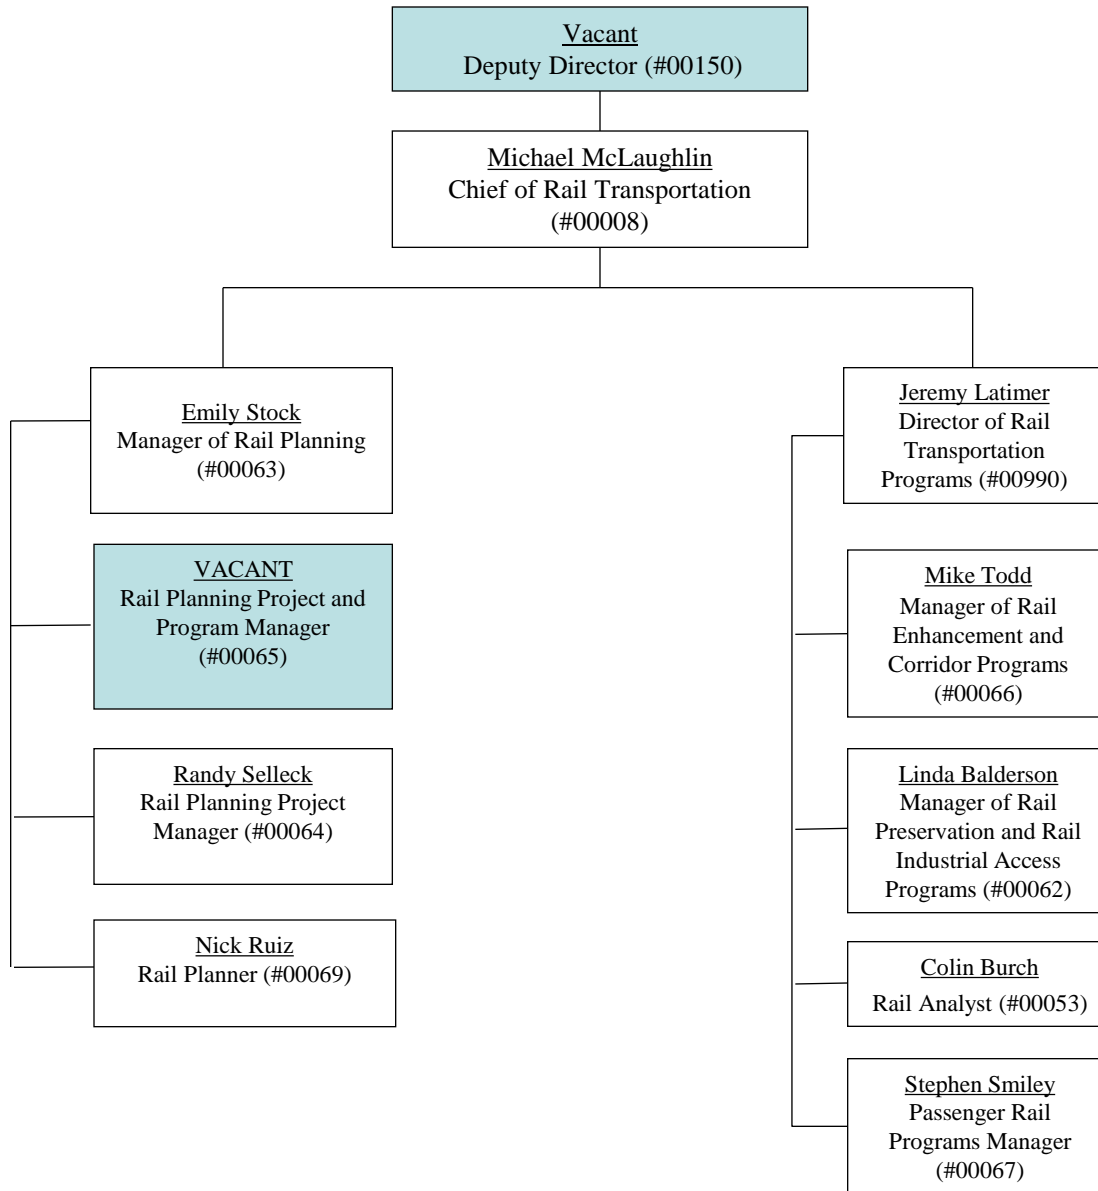 Vacant
Deputy Director (#00150)
Michael McLaughlin
Chief of Rail Transportation
(#00008)
Emily Stock
Manager of Rail Planning
(#00063)
VACANT
Rail Planning Project and
Program Manager
(#00065)
Randy Selleck
Rail Planning Project
Manager (#00064)
Nick Ruiz
Rail Planner (#00069)
Jeremy Latimer
Director of Rail
Transportation
Programs (#00990)
Mike Todd
Manager of Rail
Enhancement and
Corridor Programs
(#00066)
Linda Balderson
Manager of Rail
Preservation and Rail
Industrial Access
Programs (#00062)
Colin Burch
Rail Analyst (#00053)
Stephen Smiley
Passenger Rail
Programs Manager
(#00067)